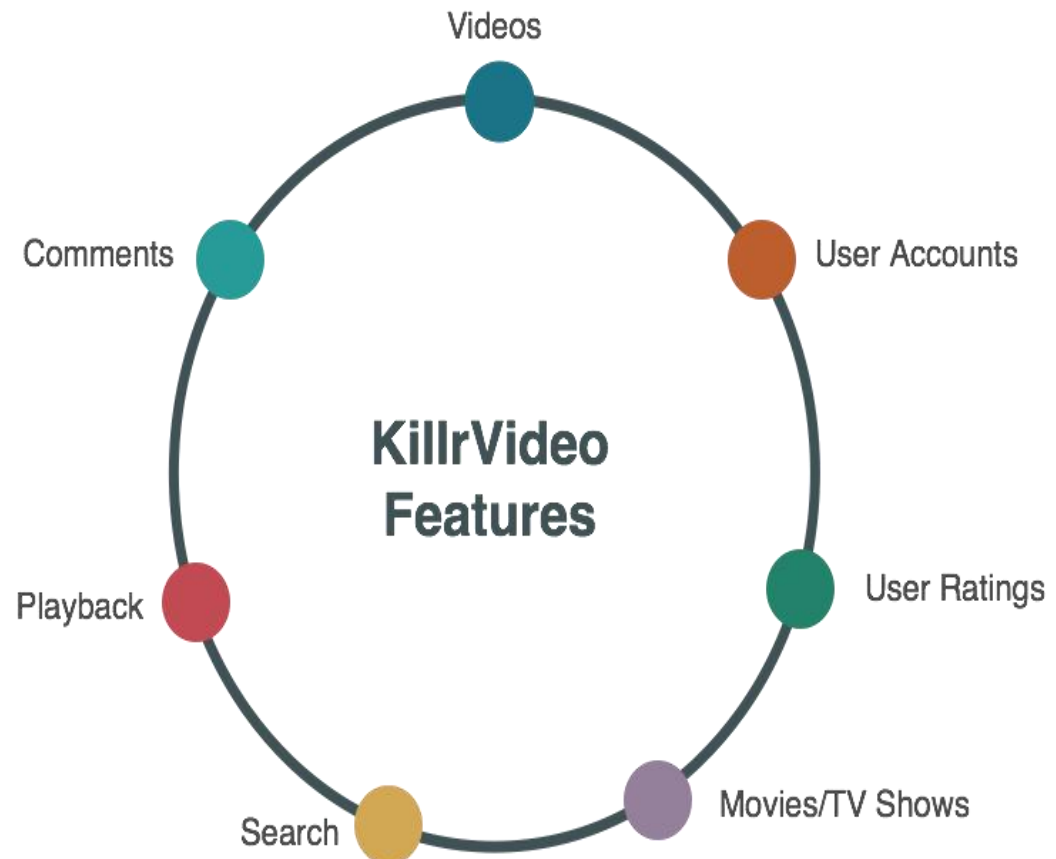 Videos
Comments
User Accounts
KillrVideo
Features
Playback
User Ratings
Search
Movies/TV Shows